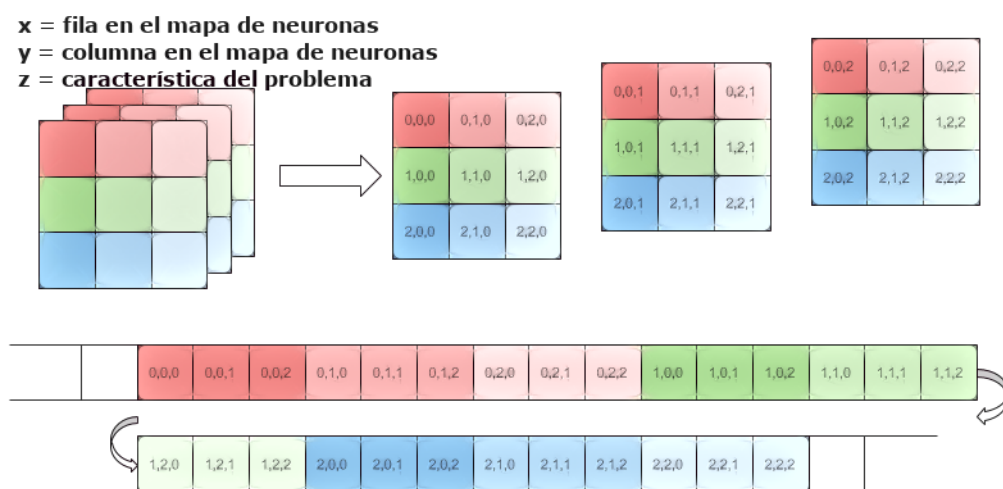 x = fila en el mapa de neuronas
y = columna en el mapa de neuronas
z = característica del problema
0,0,0 0,1,0 0,2,0
1,0,0 1,1,0 1,2,0
2,0,0 2,1,0 2,2,0
0,0,1 0,1,1 0,2,1
1,0,1 1,1,1 1,2,1
2,0,1 2,1,1 2,2,1
0,0,2 0,1,2 0,2,2
1,0,2 1,1,2 1,2,2
2,0,2 2,1,2 2,2,2
0,0,0 0,0,1 0,0,2 0,1,0 0,1,1 0,1,2 0,2,0 0,2,1 0,2,2 1,0,0 1,0,1 1,0,2 1,1,0 1,1,1 1,1,2
1,2,0 1,2,1 1,2,2 2,0,0 2,0,1 2,0,2 2,1,0 2,1,1 2,1,2 2,2,0 2,2,1 2,2,2